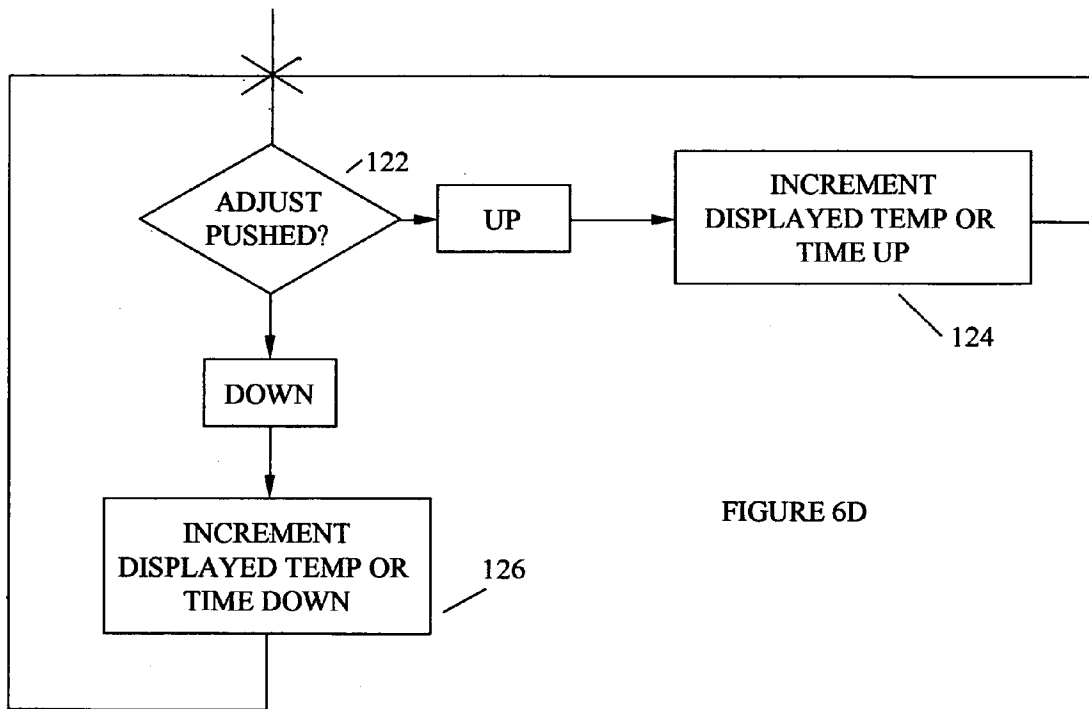 122
ADJUST
PUSHED?
UP
INCREMENT
DISPLAYED TEMP OR
TIME UP
124
DOWN
INCREMENT
DISPLAYED TEMP OR
TIME DOWN
126
FIGURE 6D